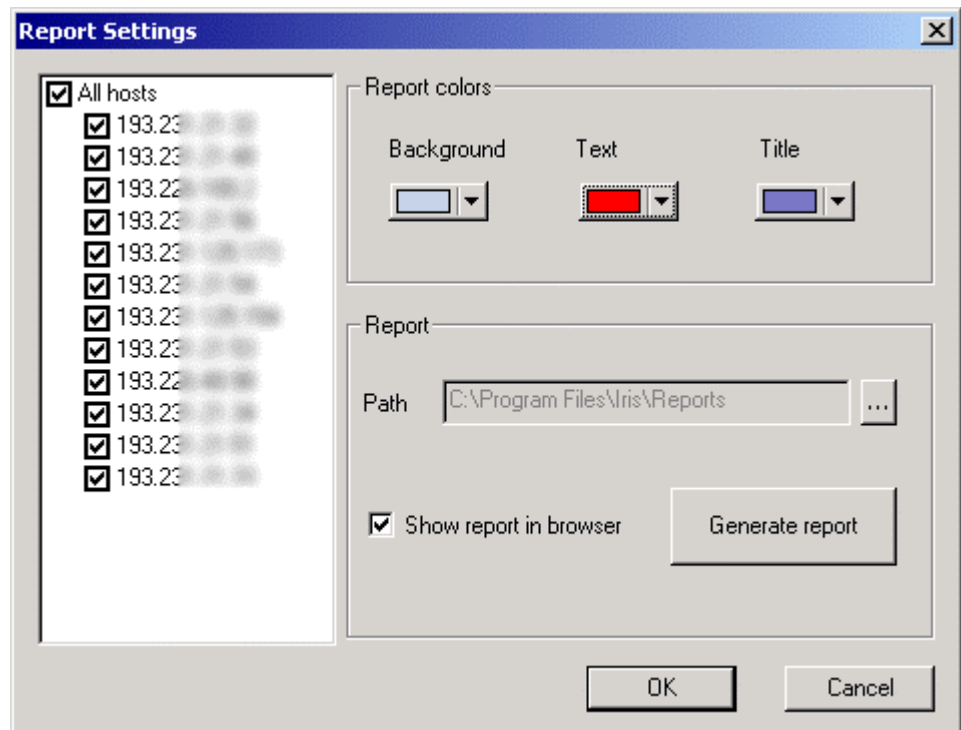 Report Settings
All hosts
193.23
193.23
193.22
193.23
193.23
193.23
193.23
193.23
193.22
193.23
193.23
193.23
Report colors
Background
Text
Title
Report
Path
C:\Program Files\Iris\Reports
...
Show report in browser
Generate report
OK
Cancel